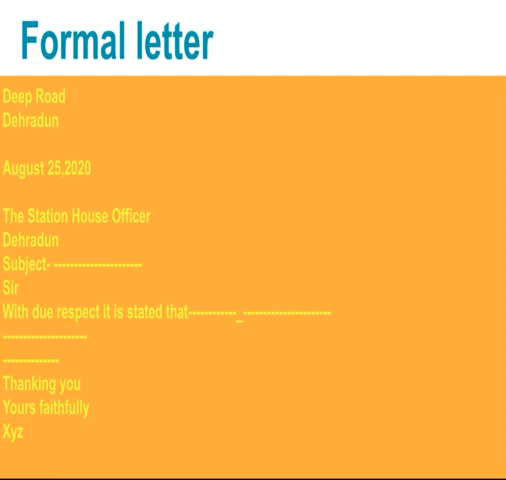 Formal letter
Deep Road
Dehradun
August 25,2020
The Station House Officer
Dehradun
Subject- ----------------------
Sir
With due respect it is stated that------------_----------------------
---------------------
--------------
Thanking you
Yours faithfully
Xyz